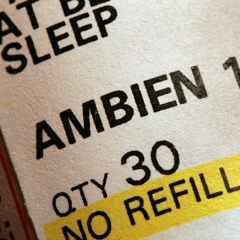 AT BE
SLEEP
AMBIEN 1
QTY 30
NO REFILL